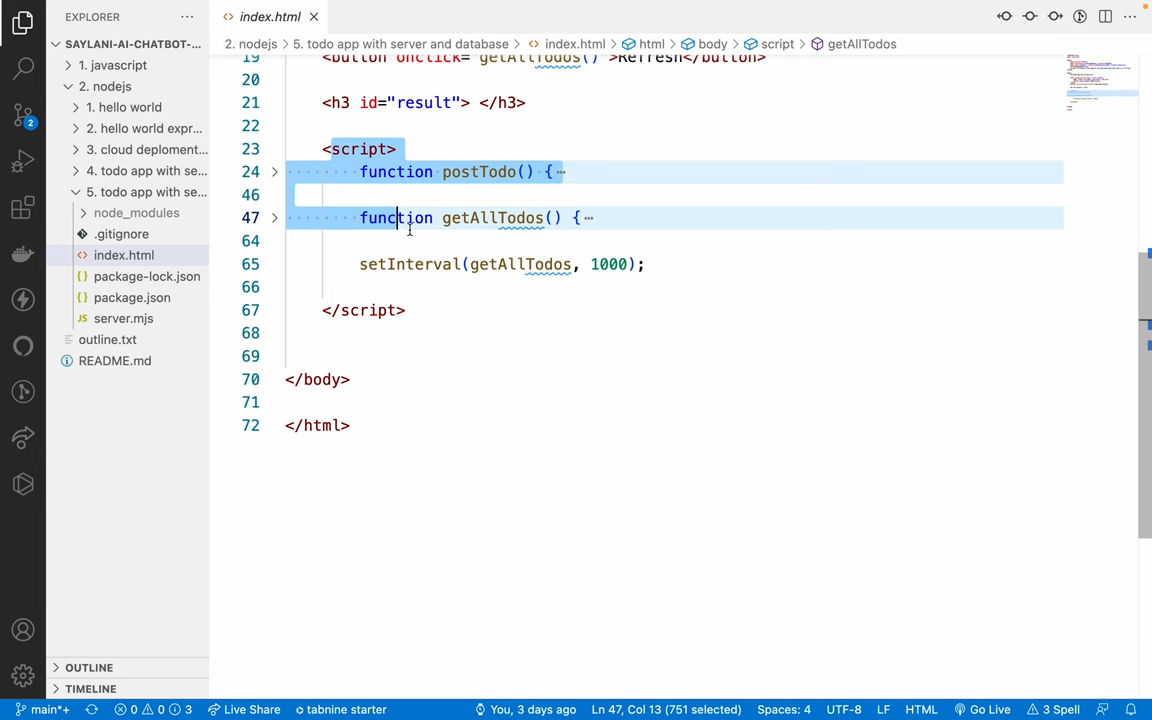 EXPLORER
index.html
SAYLANI-AI-CHATBOT-...
2. nodejs > 5. todo app with server and database > index.html > html > body > script > getAllTodos
1. javascript
2. nodejs
1. hello world
2. hello world expr...
3. cloud deploment...
4. todo app with se...
5. todo app with se...
node_modules
.gitignore
index.html
package-lock.json
package.json
server.mjs
outline.txt
README.md
OUTLINE
TIMELINE
2
19 <button onclick="getAllTodos()">Refresh</button>
20
21 <h3 id="result"> </h3>
22
23 <script>
24 function postTodo() {
46
47 function getAllTodos() {
64
65 setInterval(getAllTodos, 1000);
66
67 </script>
68
69
70 </body>
71
72 </html>
main*+ 0 0 3 Live Share tabnine starter You, 3 days ago Ln 47, Col 13 (751 selected) Spaces: 4 UTF-8 LF HTML Go Live 3 Spell